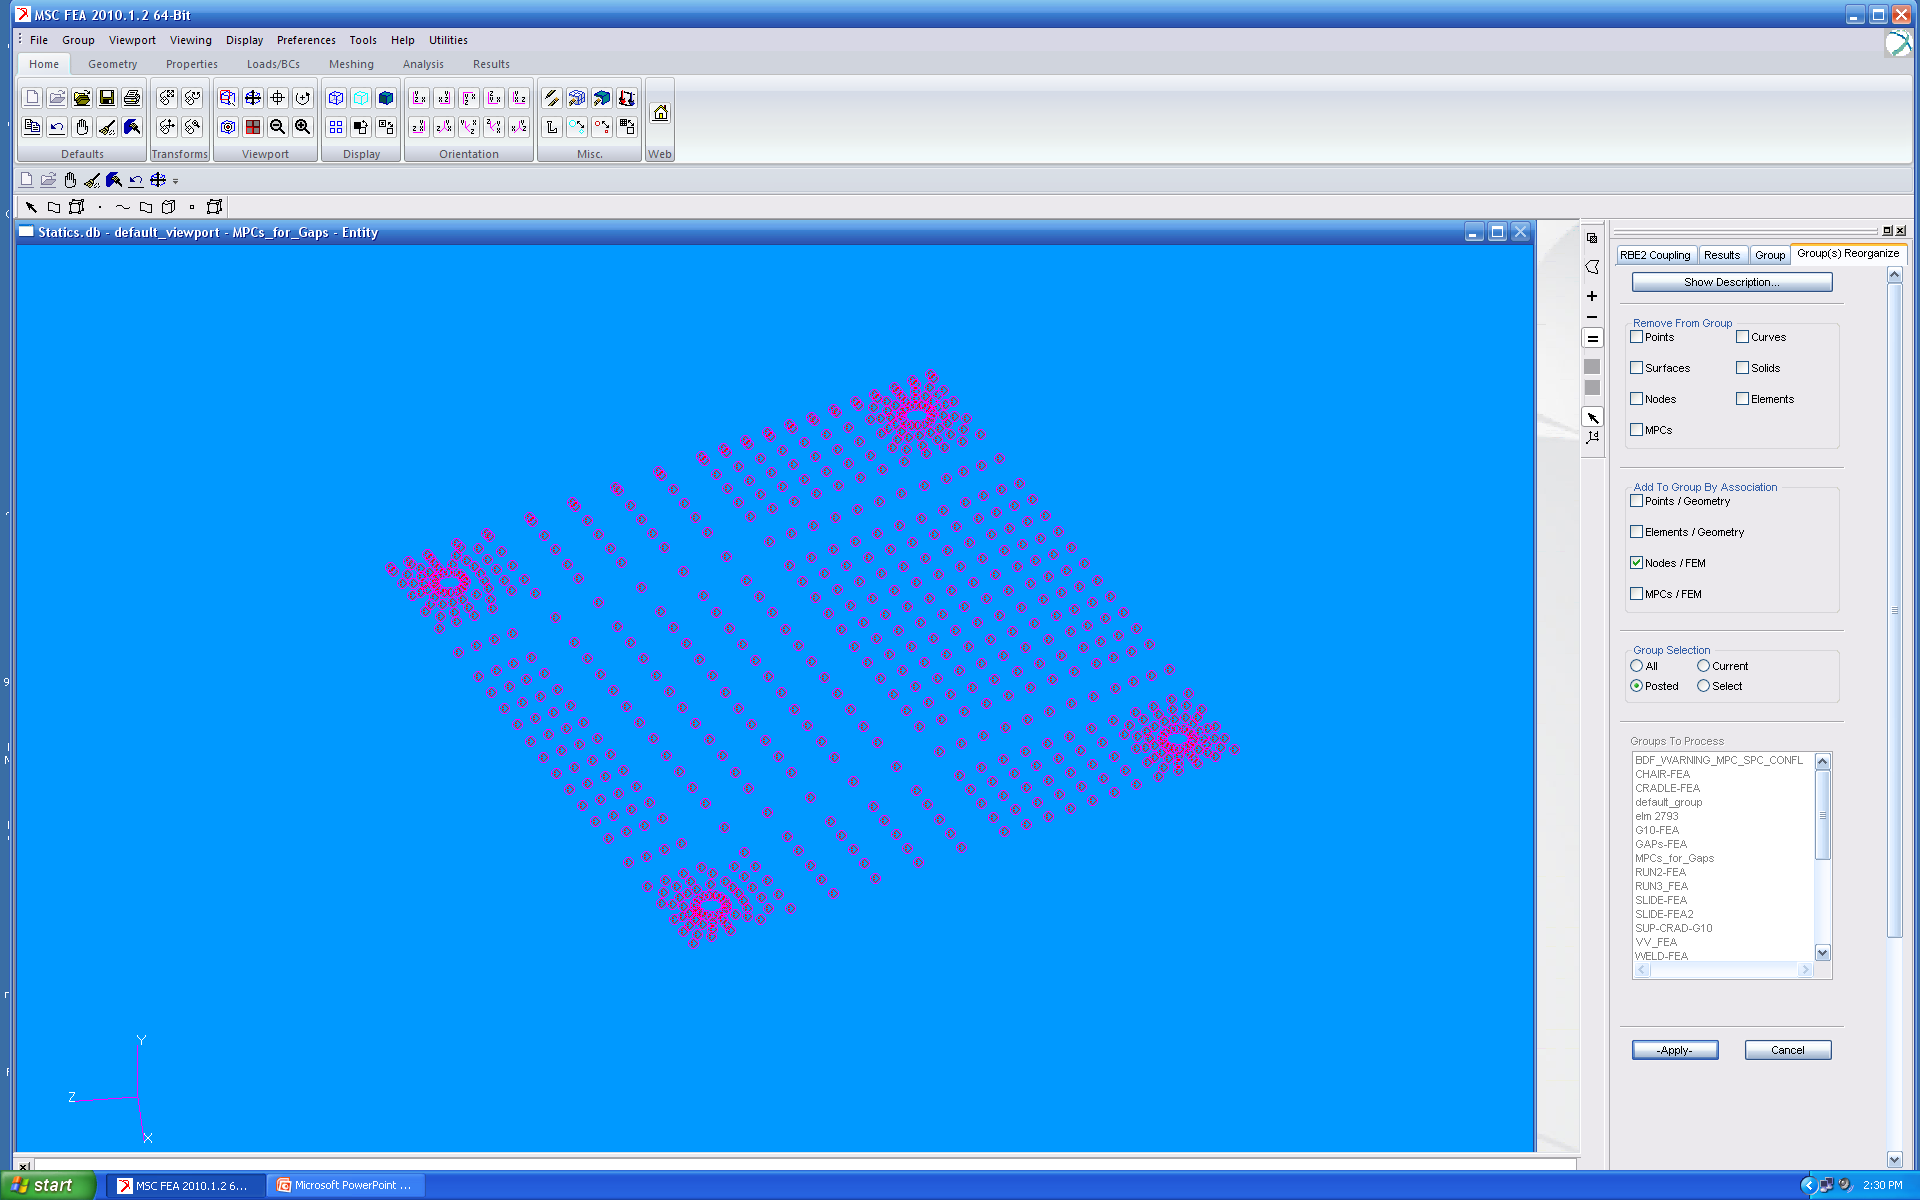 MSC FEA 2010.1.2 64-Bit
File Group Viewport Viewing Display Preferences Tools Help Utilities
Home Geometry Properties Loads/BCs Meshing Analysis Results
Defaults Transforms Viewport Display Orientation Misc. Web
Statics.db - default_viewport - MPCs_for_Gaps - Entity
RBE2 Coupling Results Group Group(s) Reorganize
Show Description...
Remove From Group
Points Curves
Surfaces Solids
Nodes Elements
MPCs
Add To Group By Association
Points / Geometry
Elements / Geometry
Nodes / FEM
MPCs / FEM
Group Selection
All Current
Posted Select
Groups To Process
BDF_WARNING_MPC_SPC_CONFL
CHAIR-FEA
CRADLE-FEA
default_group
elm 2793
G10-FEA
GAPs-FEA
MPCs_for_Gaps
RUN2-FEA
RUN3_FEA
SLIDE-FEA
SLIDE-FEA2
SUP-CRAD-G10
VV_FEA
WELD-FEA
-Apply- Cancel
Y
Z
X
start MSC FEA 2010.1.2 6... Microsoft PowerPoint ... 2:30 PM